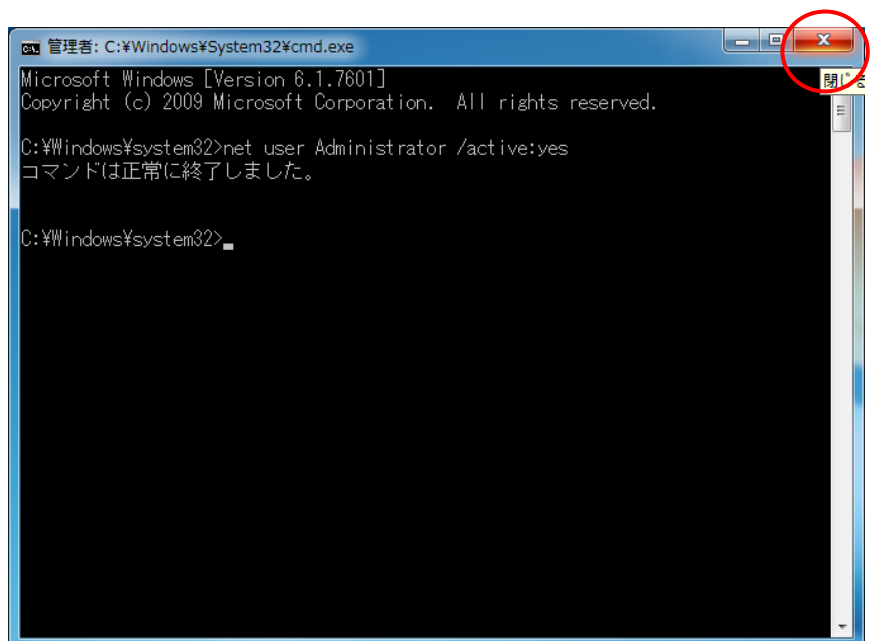 管理者: C:¥Windows¥System32¥cmd.exe
Microsoft Windows [Version 6.1.7601]
Copyright (c) 2009 Microsoft Corporation.  All rights reserved.
C:¥Windows¥system32>net user Administrator /active:yes
コマンドは正常に終了しました。
C:¥Windows¥system32>
閉じ